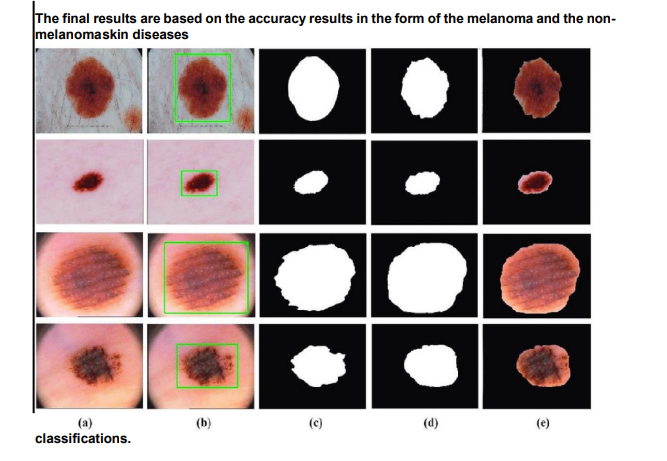 The final results are based on the accuracy results in the form of the melanoma and the non-
melanomaskin diseases
(a) (b) (c) (d) (e)
classifications.